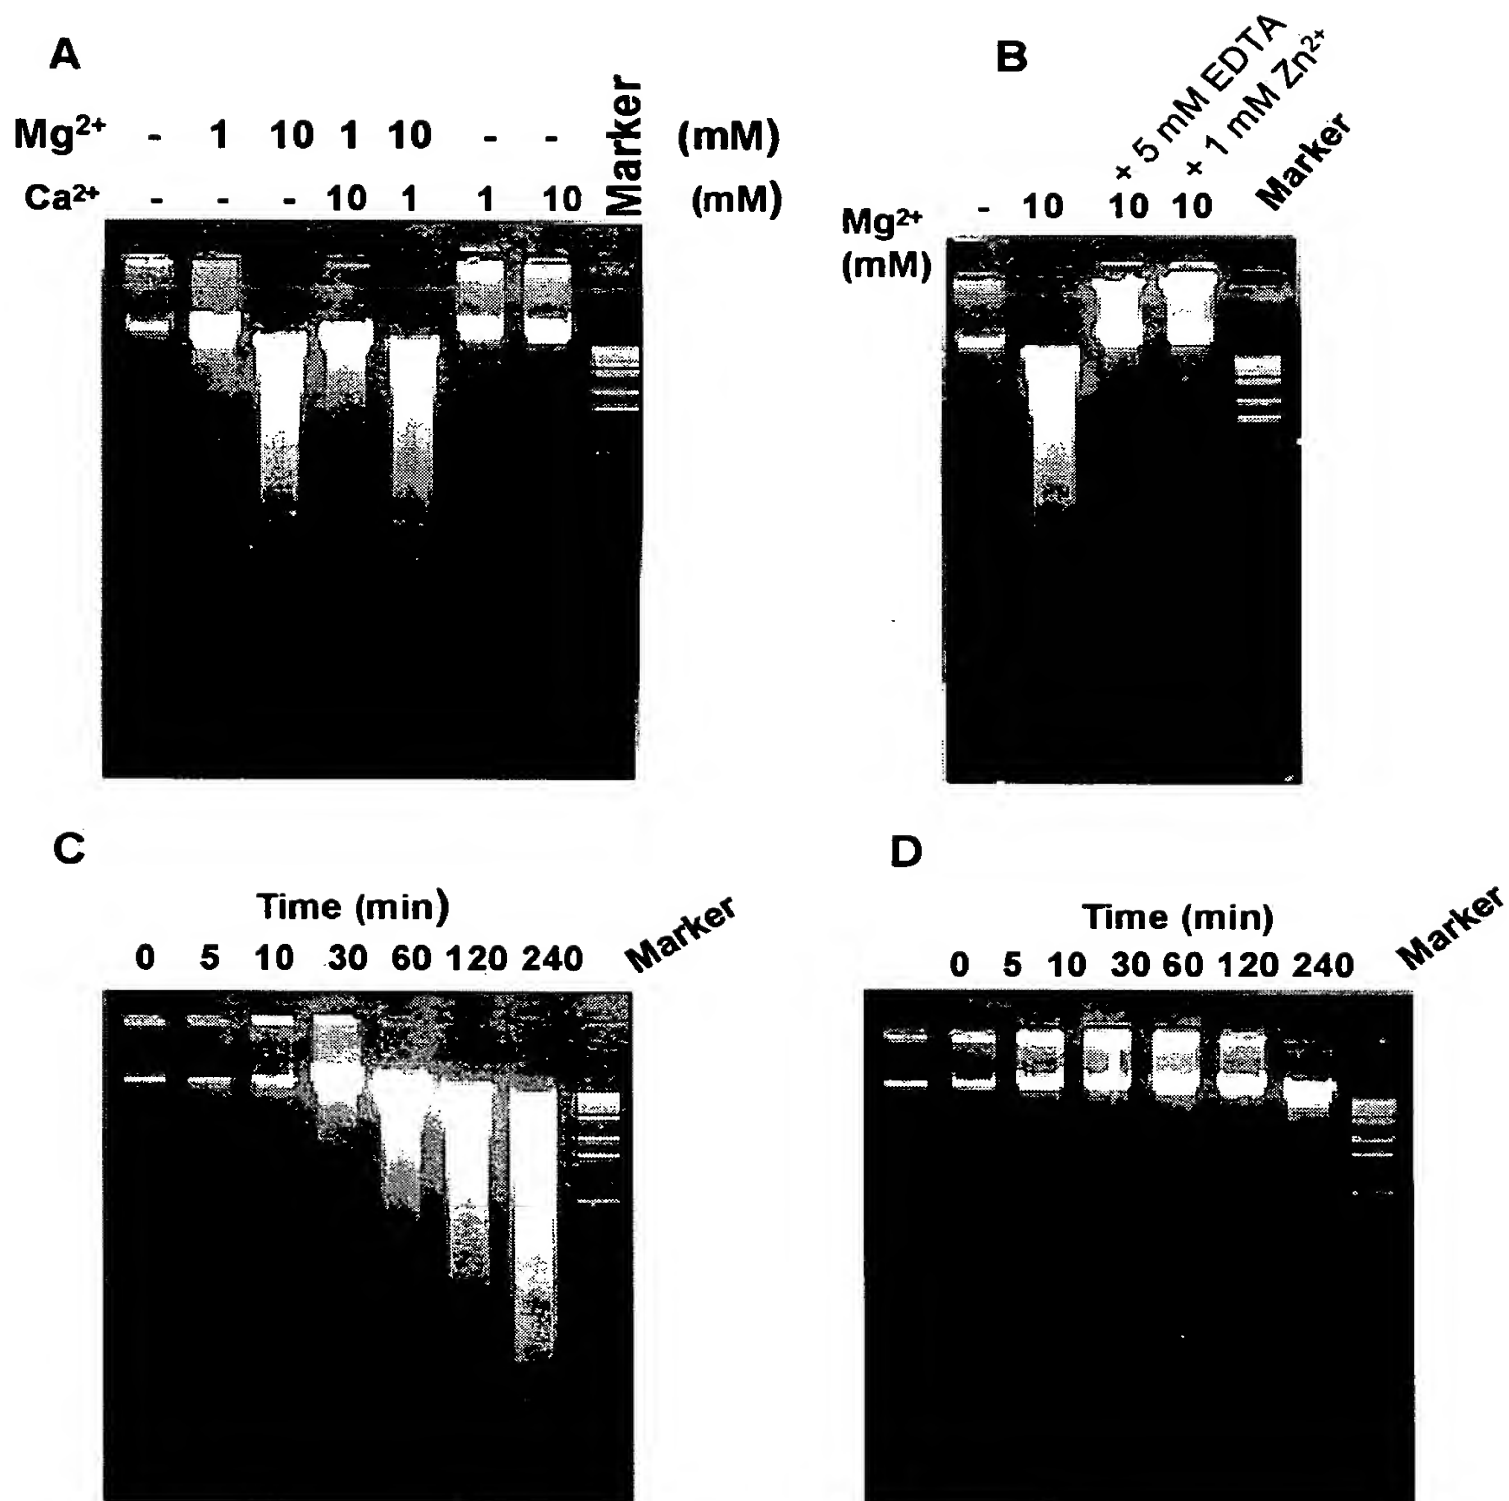 A
Mg2+ - 1 10 1 10 - - Marker (mM)
Ca2+ - - - 10 1 1 10 (mM)
B
+ 5 mM EDTA
+ 1 mM Zn2+
Marker
Mg2+ - 10 10 10
(mM)
C
Time (min)
0 5 10 30 60 120 240 Marker
D
Time (min)
0 5 10 30 60 120 240 Marker